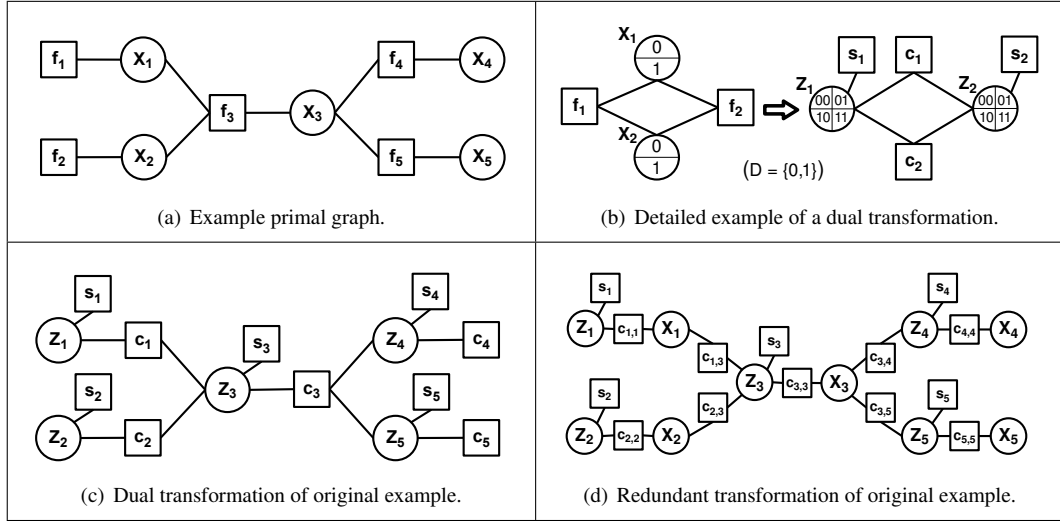 f1 X1 f4 X4
f3 X3
f2 X2 f5 X5
(a) Example primal graph.
X1 0 1
f1 f2
X2 0 1
s1 c1 s2
Z1 00 01 10 11
Z2 00 01 10 11
c2
(D = {0,1})
(b) Detailed example of a dual transformation.
s1 s4
Z1 c1 Z4 c4
s3
s2 Z3 c3 s5
Z2 c2 Z5 c5
(c) Dual transformation of original example.
s1 s4
Z1 c1,1 X1 Z4 c4,4 X4
c1,3 s3 c3,4
Z3 c3,3 X3
s2 c2,3 c3,5 s5
Z2 c2,2 X2 Z5 c5,5 X5
(d) Redundant transformation of original example.